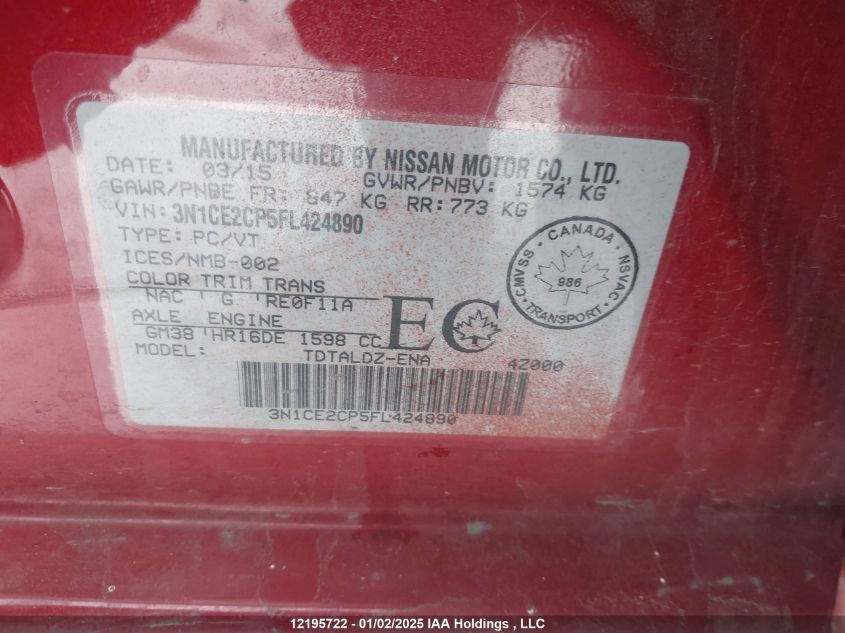 MANUFACTURED BY NISSAN MOTOR CO., LTD.
DATE: 03/15 GVWR/PNBV: 1574 KG
GAWR/PNBE FR: 847 KG RR: 773 KG
VIN: 3N1CE2CP5FL424890
TYPE: PC/VT
ICES/NMB-002
COLOR TRIM TRANS
NAC G RE0F11A
AXLE ENGINE
GM38 HR16DE 1598 CC
MODEL: TDTALDZ-ENA 4Z000
EC
3N1CE2CP5FL424890
CANADA
CMVSS
NSVAC
986
TRANSPORT
12195722 - 01/02/2025 IAA Holdings , LLC